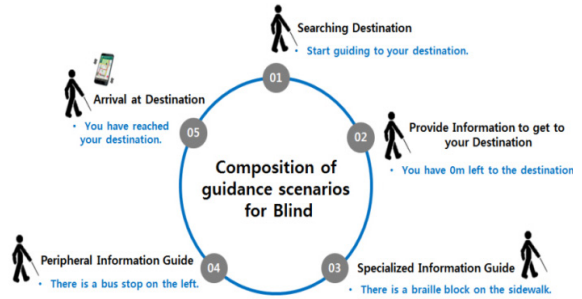 Searching Destination
• Start guiding to your destination.
01
Arrival at Destination
• You have reached
your destination.
05
02
Provide Information to get to
your Destination
• You have 0m left to the destination
Composition of
guidance scenarios
for Blind
Peripheral Information Guide
• There is a bus stop on the left.
04
03
Specialized Information Guide
• There is a braille block on the sidewalk.